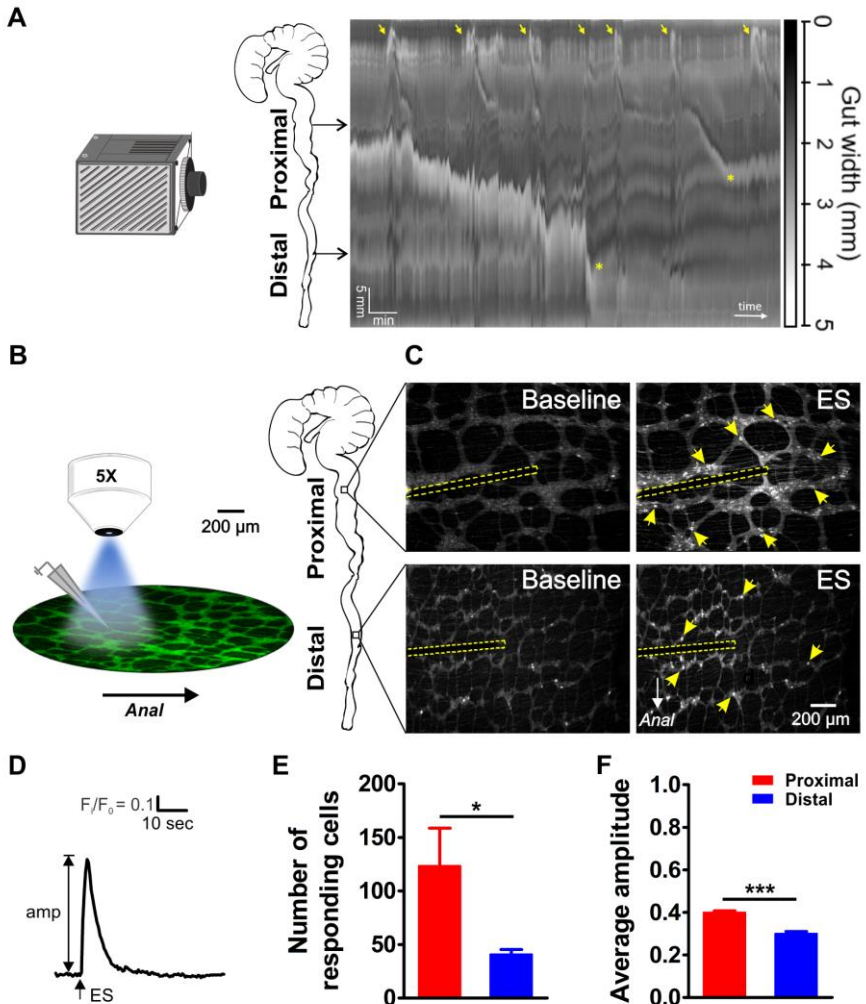 A
Proximal
Distal
5 mm
min
time
*
*
0
1
2
3
4
5
Gut width (mm)
B
5X
200 µm
Anal
Proximal
Distal
C
Baseline
ES
Baseline
ES
Anal
200 µm
D
Fᵢ/F₀ = 0.1
10 sec
amp
ES
E
Number of
responding cells
200
150
100
50
0
*
F
Average amplitude
1.0
0.8
0.6
0.4
0.2
0.0
***
Proximal
Distal